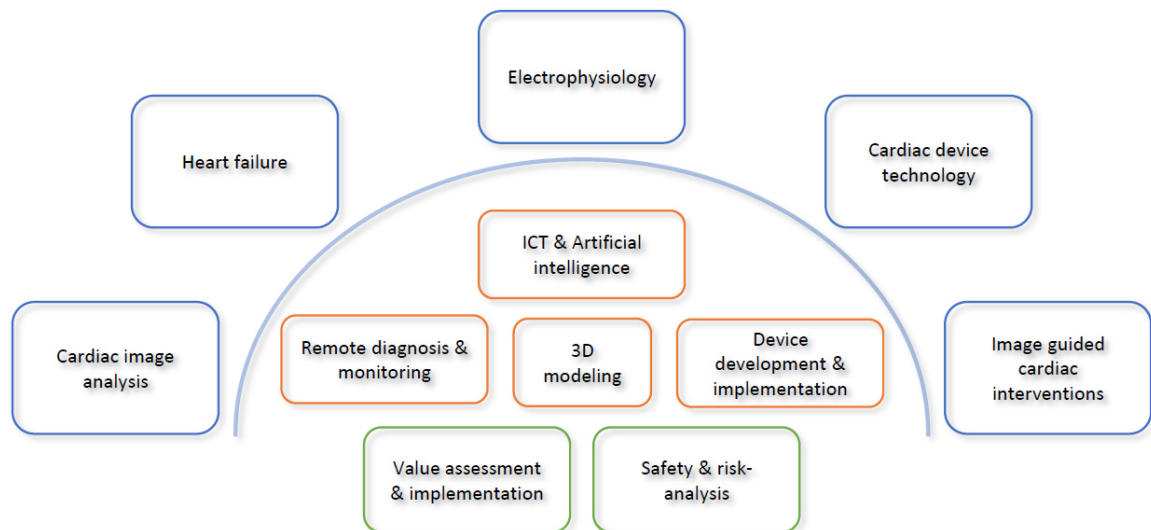 Electrophysiology
Heart failure
Cardiac device
technology
ICT & Artificial
intelligence
Cardiac image
analysis
Remote diagnosis &
monitoring
3D
modeling
Device
development &
implementation
Image guided
cardiac
interventions
Value assessment
& implementation
Safety & risk-
analysis